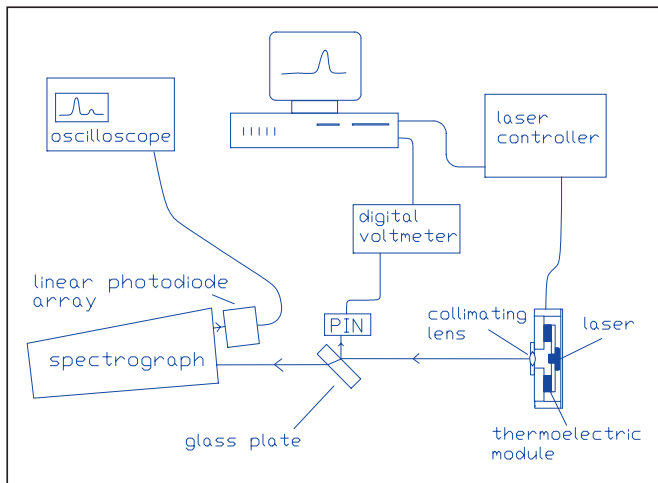 oscilloscope
laser
controller
digital
voltmeter
linear photodiode
array
PIN
collimating
lens
laser
spectrograph
glass plate
thermoelectric
module